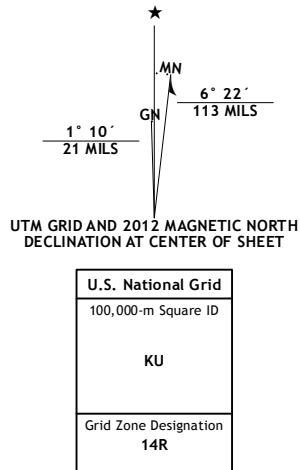 ★
MN
GN
6° 22´
113 MILS
1° 10´
21 MILS
UTM GRID AND 2012 MAGNETIC NORTH
DECLINATION AT CENTER OF SHEET
U.S. National Grid
100,000-m Square ID
KU
Grid Zone Designation
14R